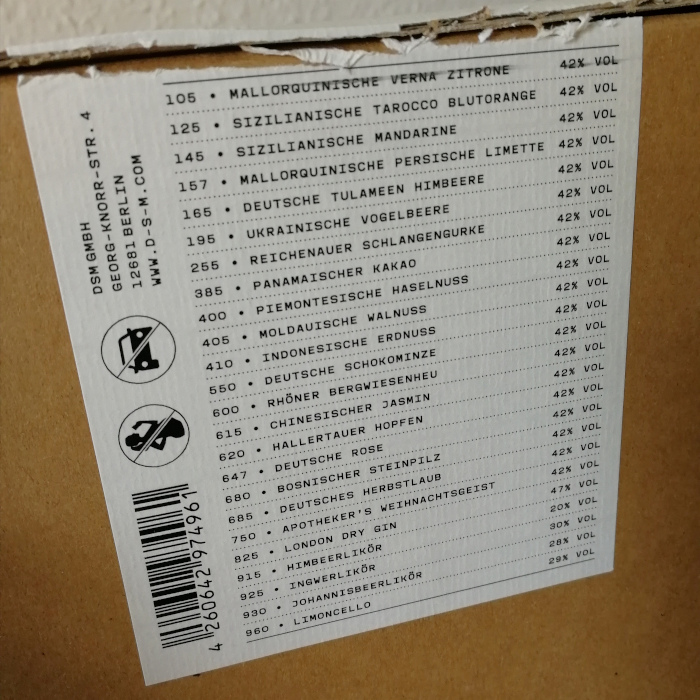 105 • MALLORQUINISCHE VERNA ZITRONE 42% VOL
125 • SIZILIANISCHE TAROCCO BLUTORANGE 42% VOL
145 • SIZILIANISCHE MANDARINE 42% VOL
157 • MALLORQUINISCHE PERSISCHE LIMETTE 42% VOL
165 • DEUTSCHE TULAMEEN HIMBEERE 42% VOL
195 • UKRAINISCHE VOGELBEERE 42% VOL
255 • REICHENAUER SCHLANGENGURKE 42% VOL
385 • PANAMAISCHER KAKAO 42% VOL
400 • PIEMONTESISCHE HASELNUSS 42% VOL
405 • MOLDAUISCHE WALNUSS 42% VOL
410 • INDONESISCHE ERDNUSS 42% VOL
550 • DEUTSCHE SCHOKOMINZE 42% VOL
600 • RHÖNER BERGWIESENHEU 42% VOL
615 • CHINESISCHER JASMIN 42% VOL
620 • HALLERTAUER HOPFEN 42% VOL
647 • DEUTSCHE ROSE 42% VOL
680 • BOSNISCHER STEINPILZ 42% VOL
685 • DEUTSCHES HERBSTLAUB 42% VOL
750 • APOTHEKER'S WEIHNACHTSGEIST 42% VOL
825 • LONDON DRY GIN 47% VOL
915 • HIMBEERLIKÖR 20% VOL
925 • INGWERLIKÖR 30% VOL
930 • JOHANNISBEERLIKÖR 28% VOL
960 • LIMONCELLO 29% VOL
DSM GMBH
GEORG-KNORR-STR. 4
12681 BERLIN
WWW.D-S-M.COM
4 260642 974961